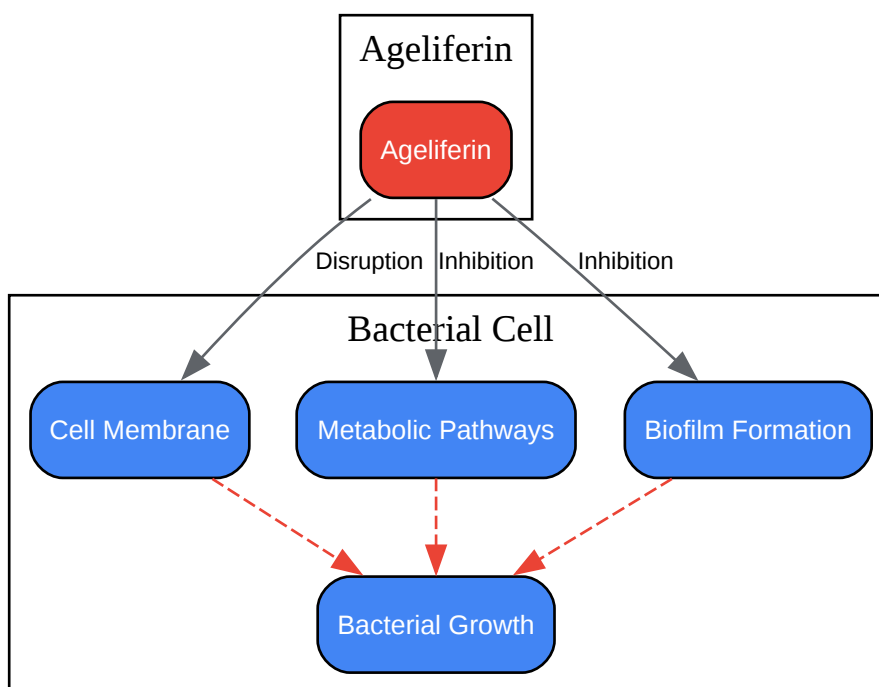 Ageliferin
Ageliferin
Disruption
Inhibition
Inhibition
Bacterial Cell
Cell Membrane
Metabolic Pathways
Biofilm Formation
Bacterial Growth